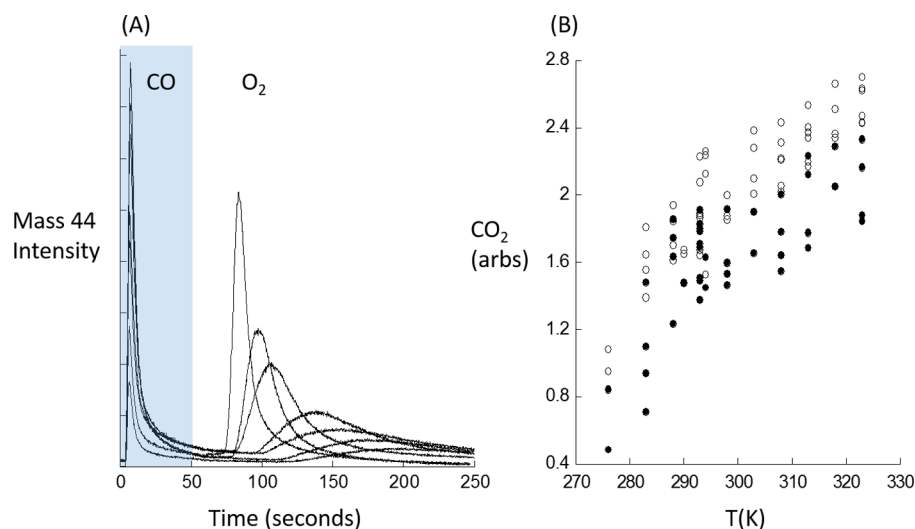 (A)
CO
O₂
Mass 44
Intensity
0
50
100
150
200
250
Time (seconds)
(B)
2.8
2.4
2
1.6
1.2
0.8
0.4
CO₂
(arbs)
270
280
290
300
310
320
330
T(K)